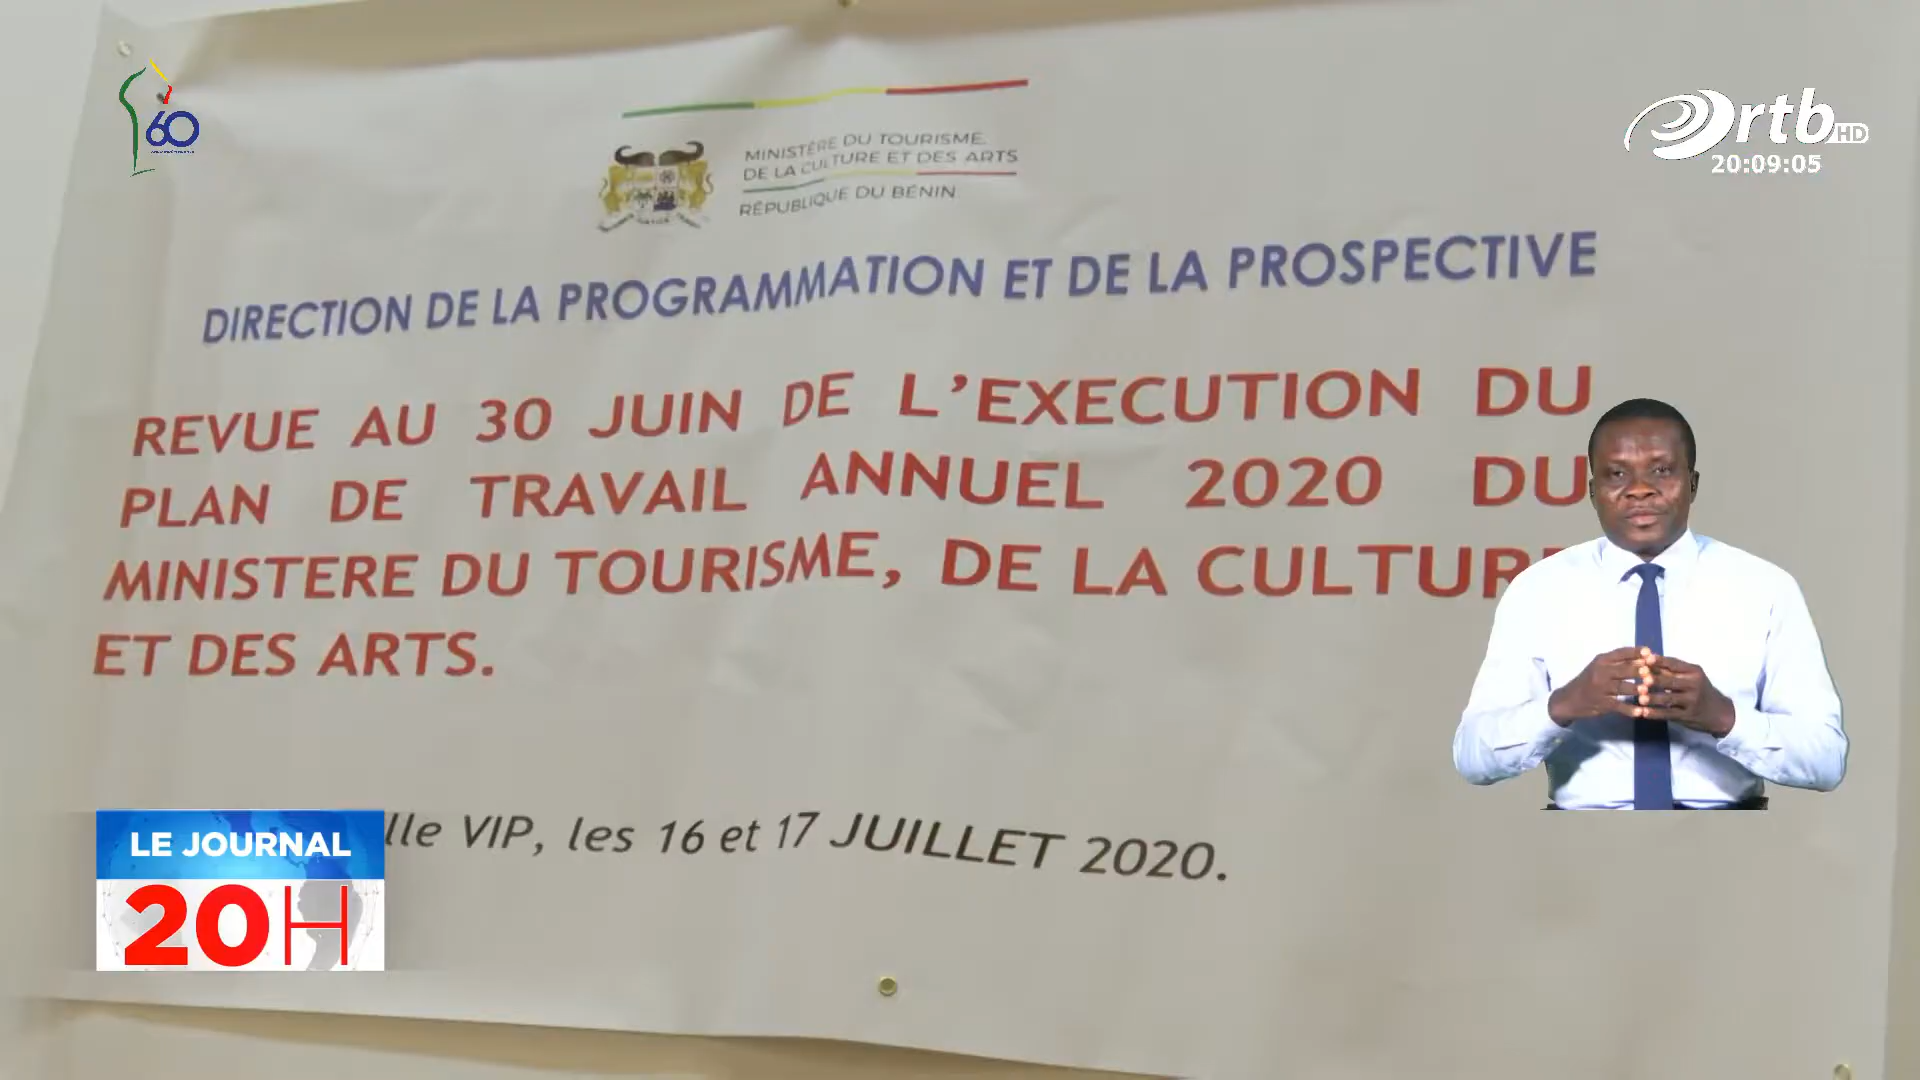 60
ortb HD
20:09:05
MINISTÈRE DU TOURISME,
DE LA CULTURE ET DES ARTS
RÉPUBLIQUE DU BÉNIN
DIRECTION DE LA PROGRAMMATION ET DE LA PROSPECTIVE
REVUE AU 30 JUIN DE L'EXECUTION DU
PLAN DE TRAVAIL ANNUEL 2020 DU
MINISTERE DU TOURISME, DE LA CULTURE
ET DES ARTS.
lle VIP, les 16 et 17 JUILLET 2020.
LE JOURNAL
20H